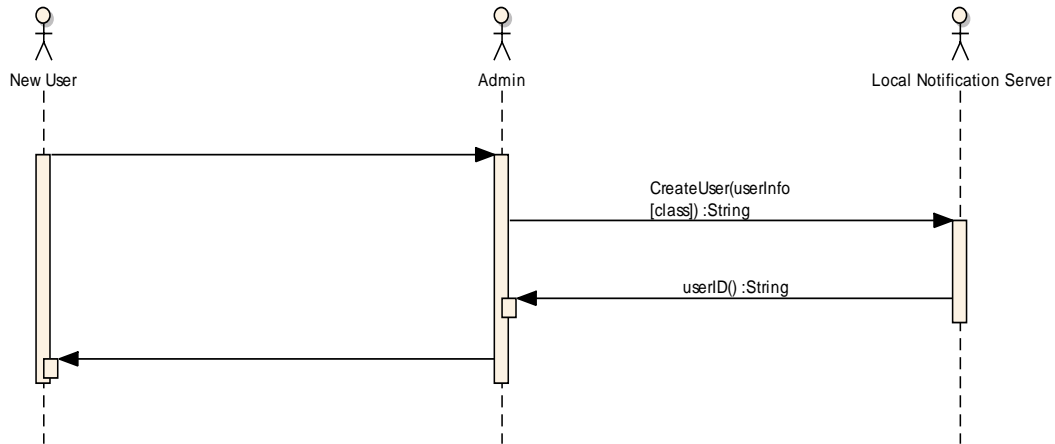 New User
Admin
Local Notification Server
CreateUser(userInfo
[class]) :String
userID() :String